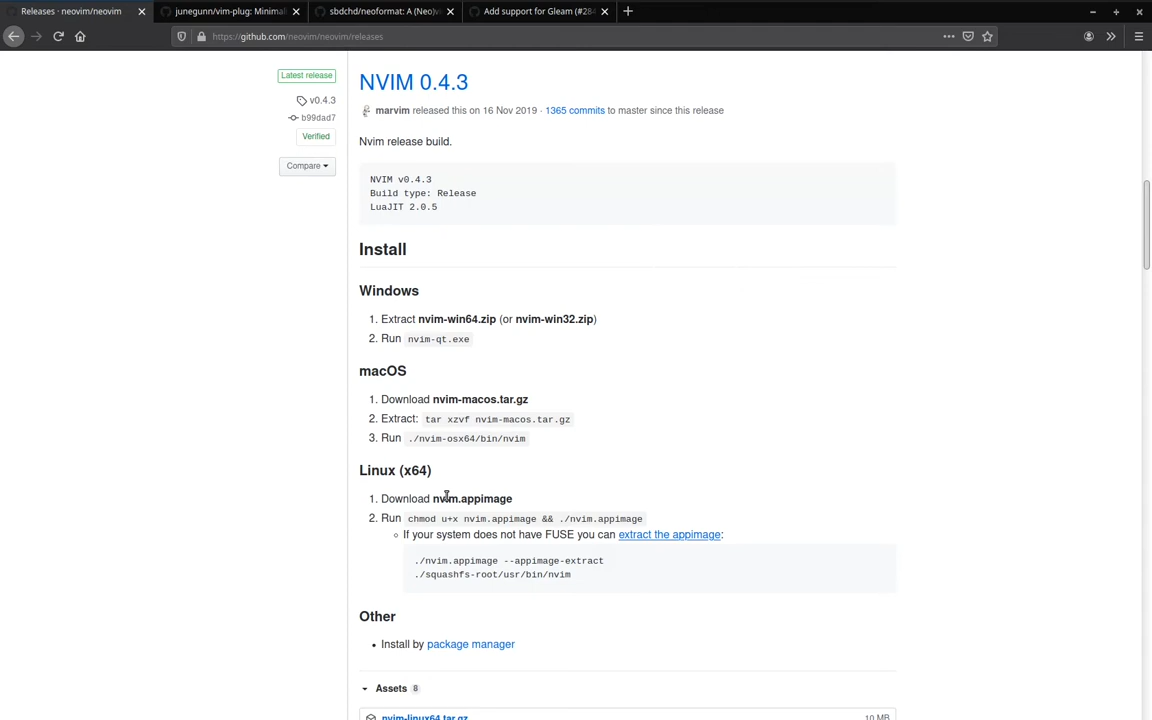 Releases · neovim/neovim
junegunn/vim-plug: Minimal
sbdchd/neoformat: A (Neo)v
Add support for Gleam (#284
https://github.com/neovim/neovim/releases
Latest release
v0.4.3
b99dad7
Verified
Compare
NVIM 0.4.3
marvim released this on 16 Nov 2019 · 1365 commits to master since this release
Nvim release build.
NVIM v0.4.3
Build type: Release
LuaJIT 2.0.5
Install
Windows
1. Extract nvim-win64.zip (or nvim-win32.zip)
2. Run nvim-qt.exe
macOS
1. Download nvim-macos.tar.gz
2. Extract: tar xzvf nvim-macos.tar.gz
3. Run ./nvim-osx64/bin/nvim
Linux (x64)
1. Download nvim.appimage
2. Run chmod u+x nvim.appimage && ./nvim.appimage
If your system does not have FUSE you can extract the appimage:
./nvim.appimage --appimage-extract
./squashfs-root/usr/bin/nvim
Other
Install by package manager
Assets 8
nvim-linux64.tar.gz 10 MB